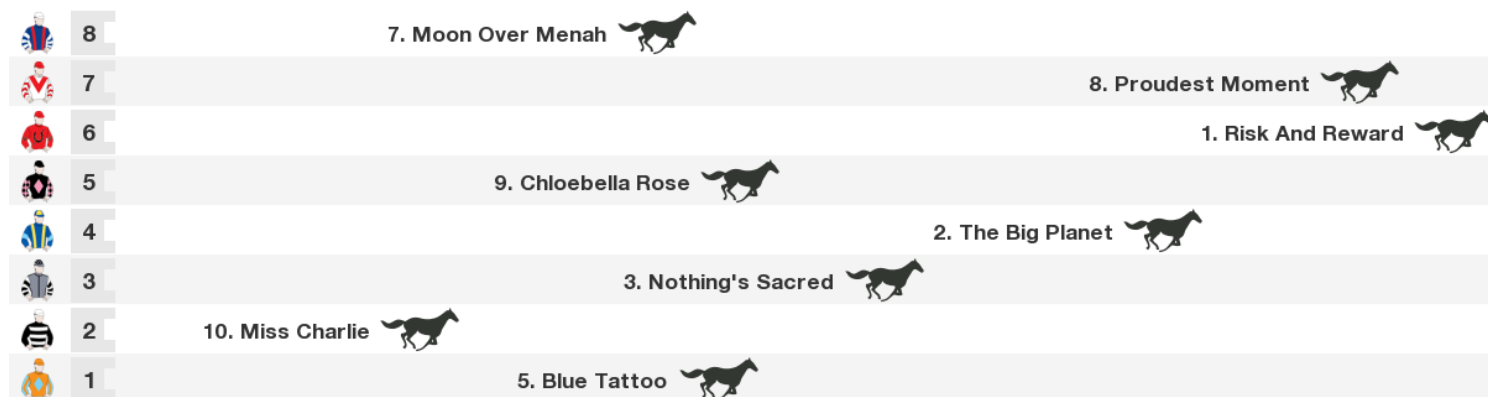 8 7. Moon Over Menah
7 8. Proudest Moment
6 1. Risk And Reward
5 9. Chloebella Rose
4 2. The Big Planet
3 3. Nothing's Sacred
2 10. Miss Charlie
1 5. Blue Tattoo